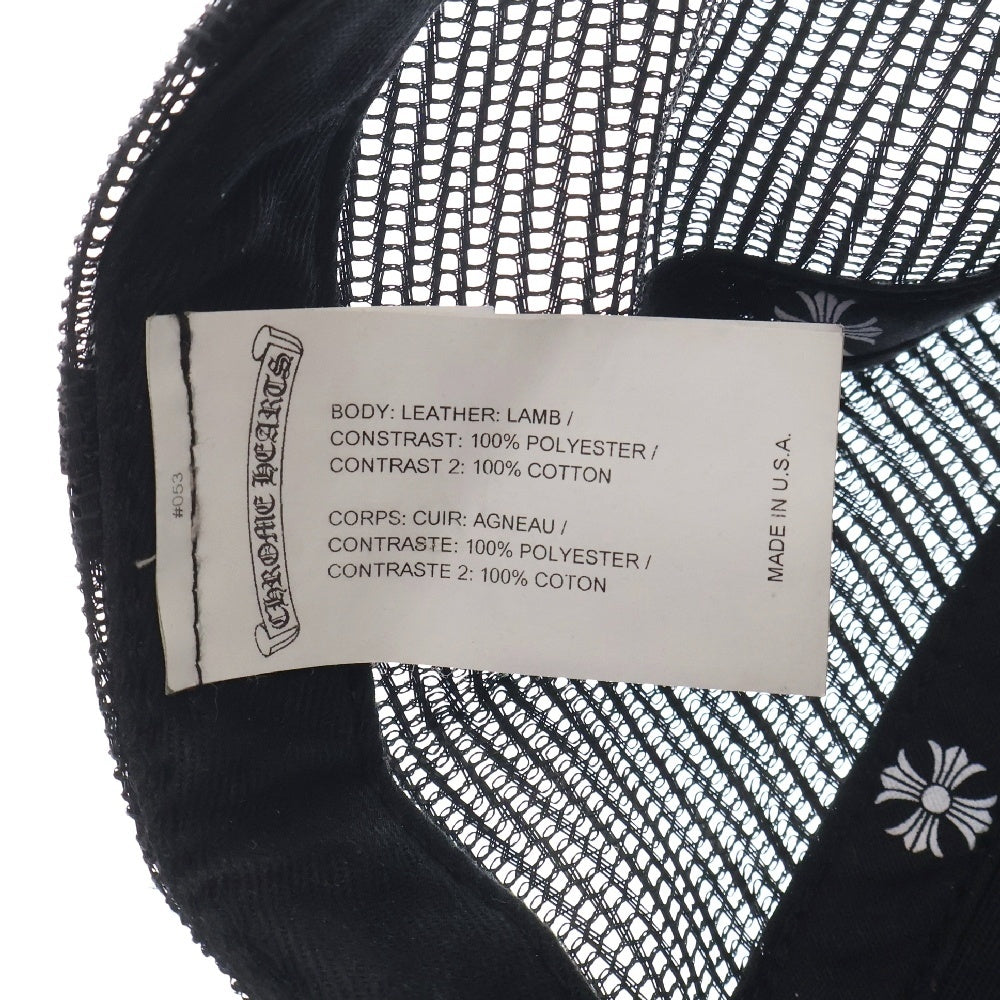 #053
CHROME HEARTS
BODY: LEATHER: LAMB /
CONSTRAST: 100% POLYESTER /
CONTRAST 2: 100% COTTON
CORPS: CUIR: AGNEAU /
CONTRASTE: 100% POLYESTER /
CONTRASTE 2: 100% COTON
MADE IN U.S.A.